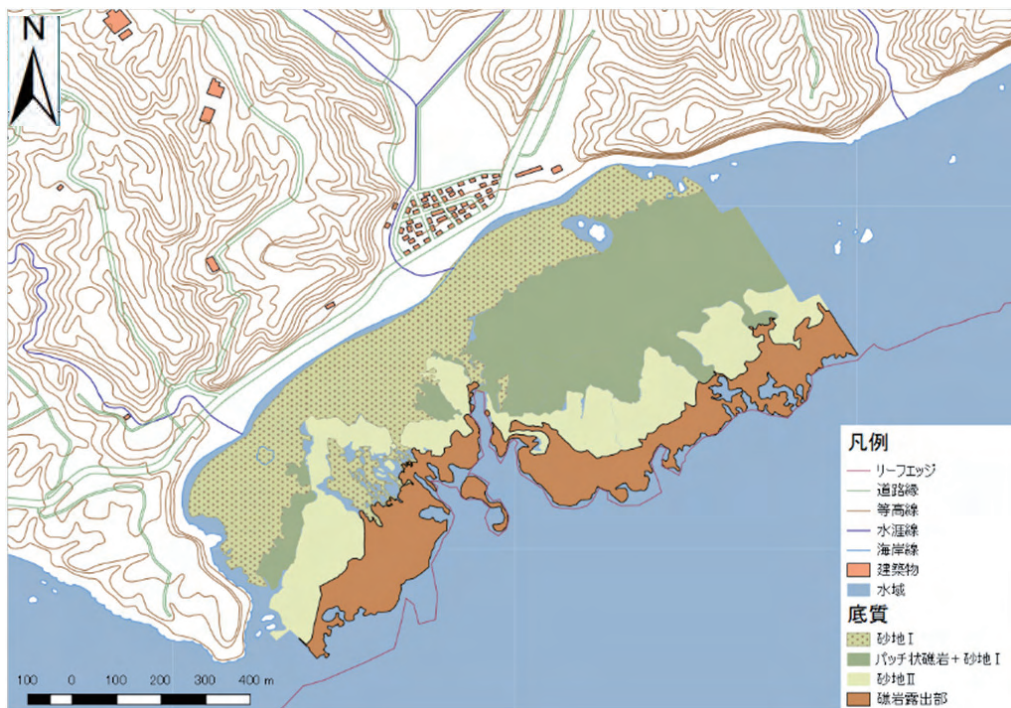 N
凡例
リーフエッジ
道路縁
等高線
水涯線
海岸線
建築物
水域
底質
砂地Ⅰ
パッチ状礁岩+砂地Ⅰ
砂地Ⅱ
礁岩露出部
100 0 100 200 300 400 m